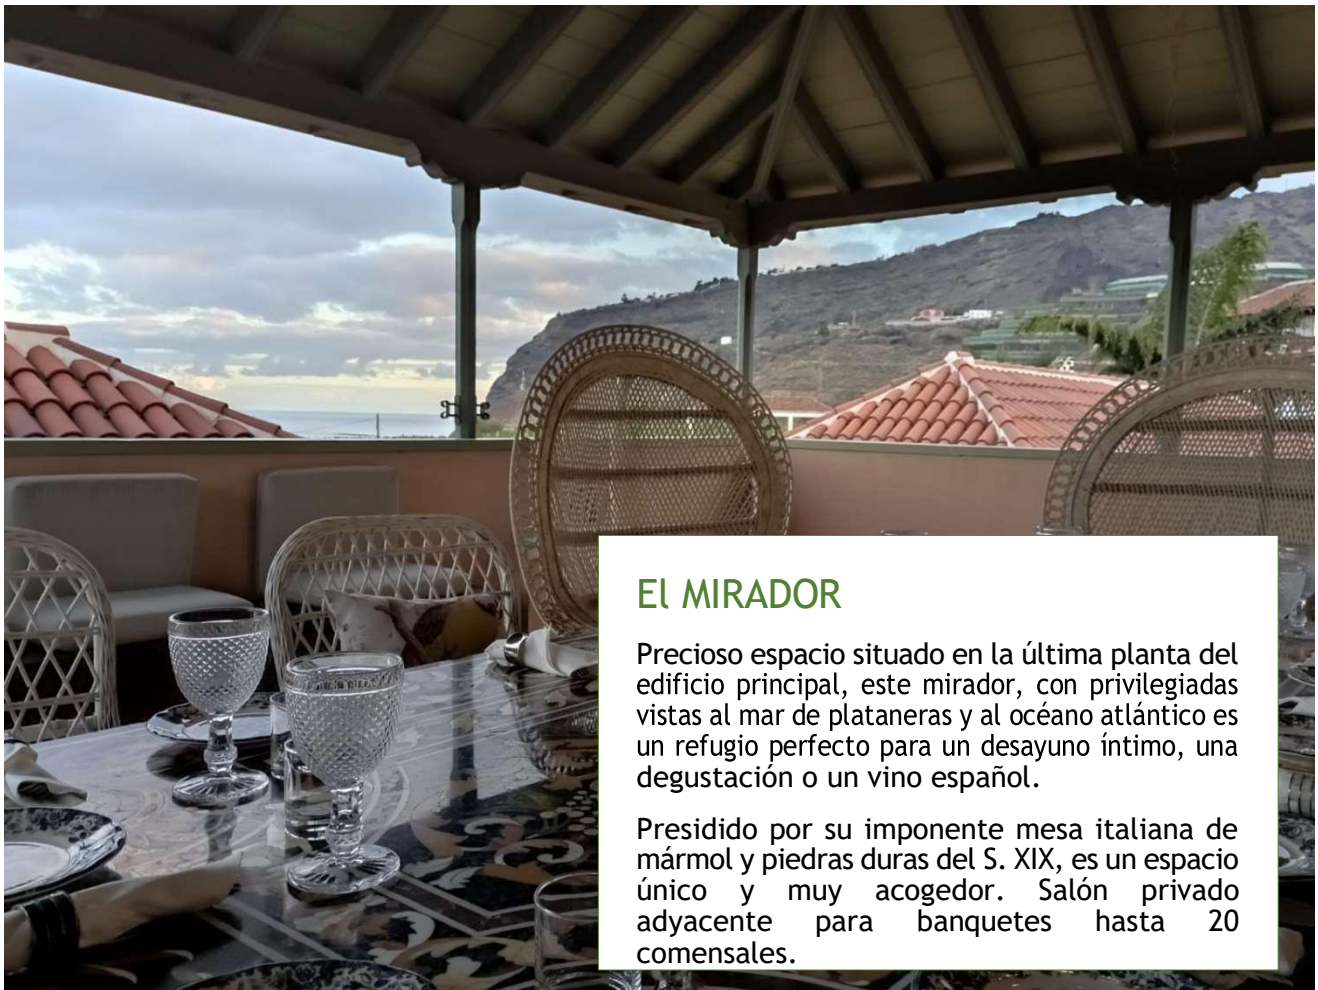 El MIRADOR
Precioso espacio situado en la última planta del
edificio principal, este mirador, con privilegiadas
vistas al mar de plataneras y al océano atlántico es
un refugio perfecto para un desayuno íntimo, una
degustación o un vino español.
Presidido por su imponente mesa italiana de
mármol y piedras duras del S. XIX, es un espacio
único y muy acogedor. Salón privado
adyacente para banquetes hasta 20
comensales.